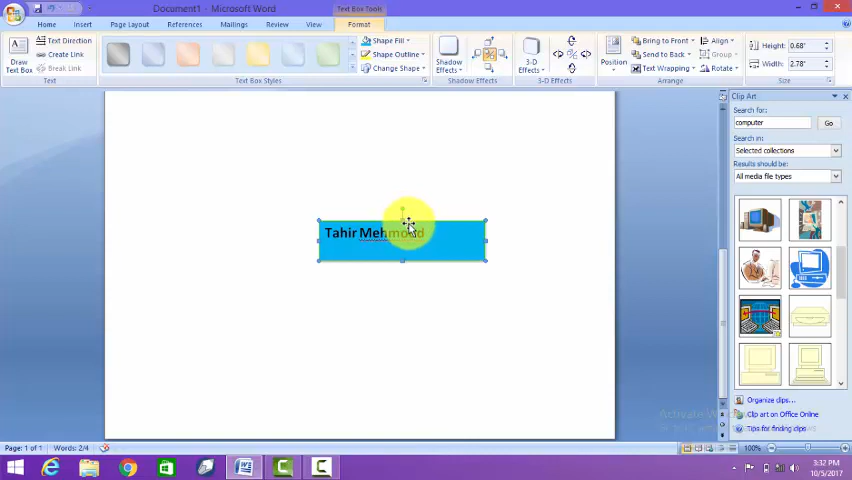 Document1 - Microsoft Word
Text Box Tools
Home Insert Page Layout References Mailings Review View Format
Draw Text Box
Text Direction
Create Link
Break Link
Text
Shape Fill
Shape Outline
Change Shape
Text Box Styles
Shadow Effects
Shadow Effects
3-D Effects
3-D Effects
Position
Bring to Front
Send to Back
Text Wrapping
Align
Group
Rotate
Arrange
Height: 0.68"
Width: 2.78"
Size
Clip Art
Search for:
computer
Go
Search in:
Selected collections
Results should be:
All media file types
Tahir Mehmood
Organize clips...
Clip art on Office Online
Tips for finding clips
Page: 1 of 1 Words: 2/4
100%
3:32 PM
10/5/2017